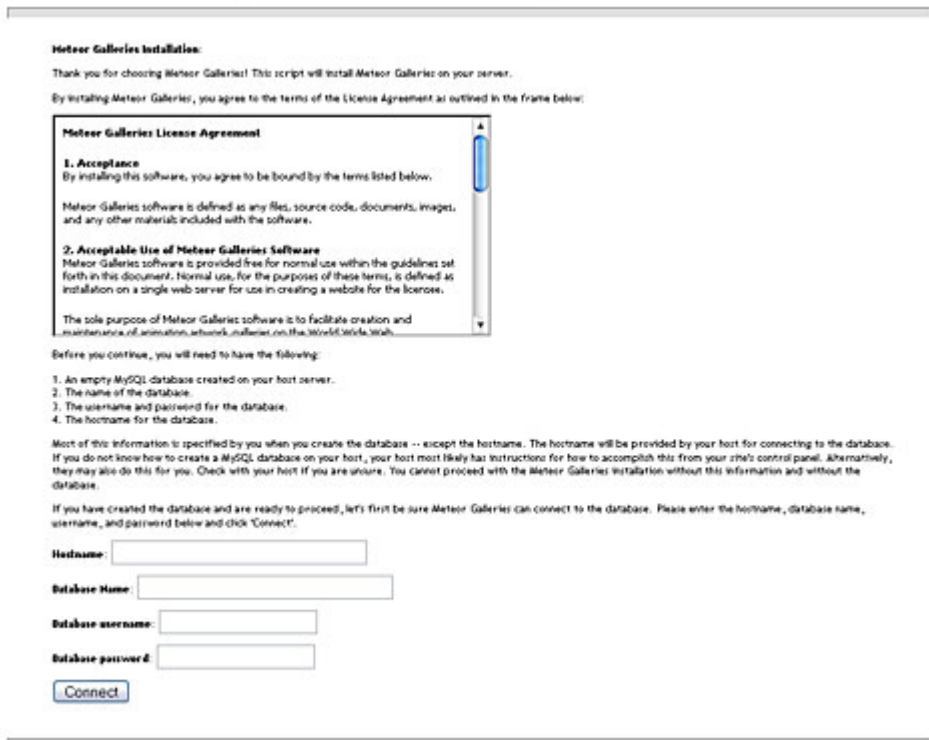 Meteor Galleries Installation:
Thank you for choosing Meteor Galleries! This script will install Meteor Galleries on your server.
By installing Meteor Galleries, you agree to the terms of the License Agreement as outlined in the frame below:
Meteor Galleries License Agreement
1. Acceptance
By installing this software, you agree to be bound by the terms listed below.
Meteor Galleries software is defined as any files, source code, documents, images,
and any other materials included with the software.
2. Acceptable Use of Meteor Galleries Software
Meteor Galleries software is provided free for normal use within the guidelines set
forth in this document. Normal use, for the purposes of these terms, is defined as
installation on a single web server for use in creating a website for the licensee.
The sole purpose of Meteor Galleries software is to facilitate creation and
maintenance of animation artwork galleries on the World Wide Web.
Before you continue, you will need to have the following:
1. An empty MySQL database created on your host server.
2. The name of the database.
3. The username and password for the database.
4. The hostname for the database.
Most of this information is specified by you when you create the database -- except the hostname. The hostname will be provided by your host for connecting to the database.
If you do not know how to create a MySQL database on your host, your host most likely has instructions for how to accomplish this from your site's control panel. Alternatively,
they may also do this for you. Check with your host if you are unsure. You cannot proceed with the Meteor Galleries installation without this information and without the
database.
If you have created the database and are ready to proceed, let's first be sure Meteor Galleries can connect to the database. Please enter the hostname, database name,
username, and password below and click 'Connect'.
Hostname:
Database Name:
Database username:
Database password:
Connect